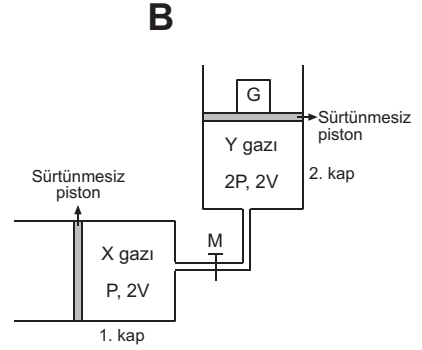 B
G
Sürtünmesiz
piston
Y gazı
2P, 2V
2. kap
Sürtünmesiz
piston
M
X gazı
P, 2V
1. kap